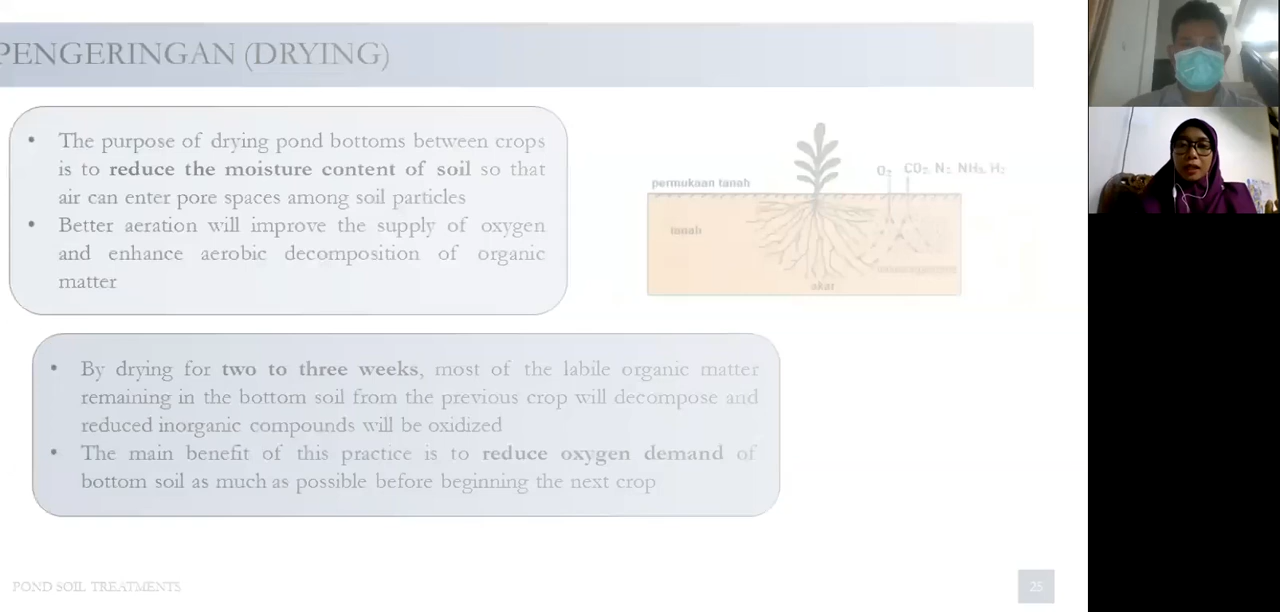 PENGERINGAN (DRYING)
• The purpose of drying pond bottoms between crops
is to reduce the moisture content of soil so that
air can enter pore spaces among soil particles
• Better aeration will improve the supply of oxygen
and enhance aerobic decomposition of organic
matter
permukaan tanah
O₂ CO₂, N₂, NH₃, H₂
tanah
akar
• By drying for two to three weeks, most of the labile organic matter
remaining in the bottom soil from the previous crop will decompose and
reduced inorganic compounds will be oxidized
• The main benefit of this practice is to reduce oxygen demand of
bottom soil as much as possible before beginning the next crop
POND SOIL TREATMENTS
25